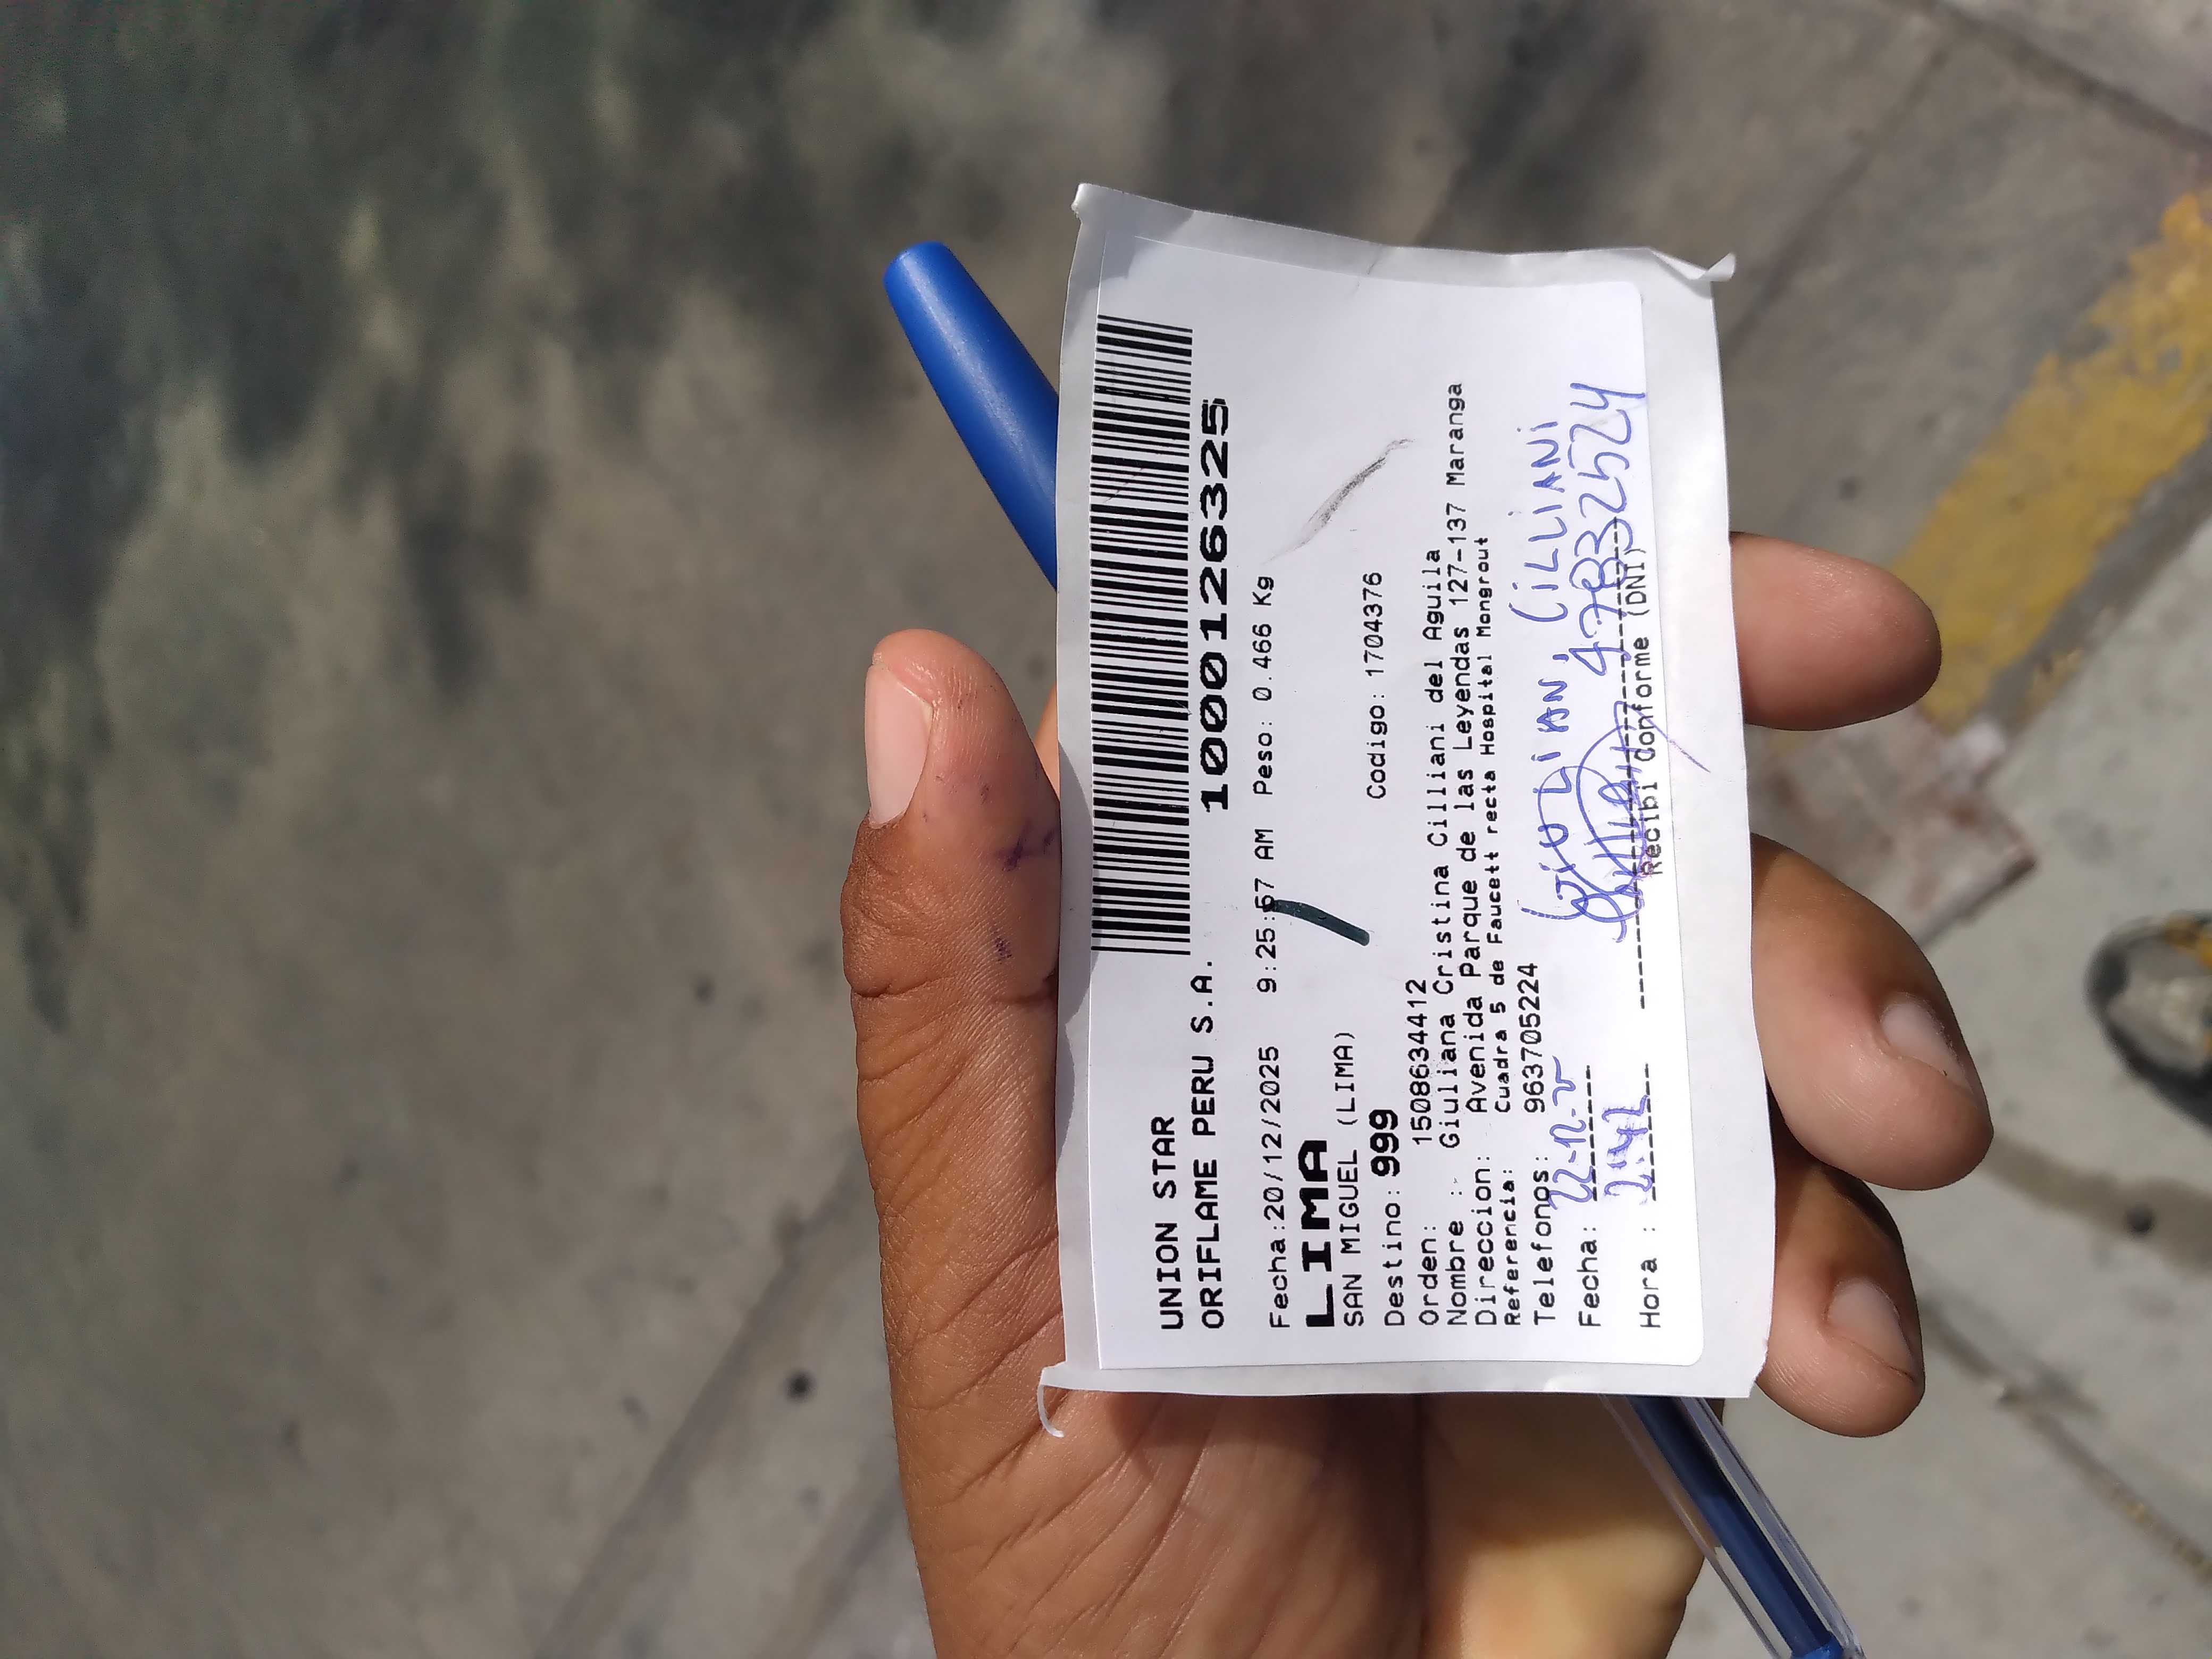 UNION STAR
ORIFLAME PERU S.A.
1000126325
Fecha:20/12/2025 9:25:57 AM Peso: 0.466 Kg
LIMA
SAN MIGUEL (LIMA)
Destino: 999 Codigo: 1704376
Orden: 1508634412
Nombre : Giuliana Cristina Cilliani del Aguila
Direccion: Avenida Parque de las Leyendas 127-137 Maranga
Referencia: Cuadra 5 de Faucett recta Hospital Mongrout
Telefonos: 963705224
GIULIANA CILLIANI
Fecha: 22-12-25
47832524
Hora :
Recibi Conforme (DNI)